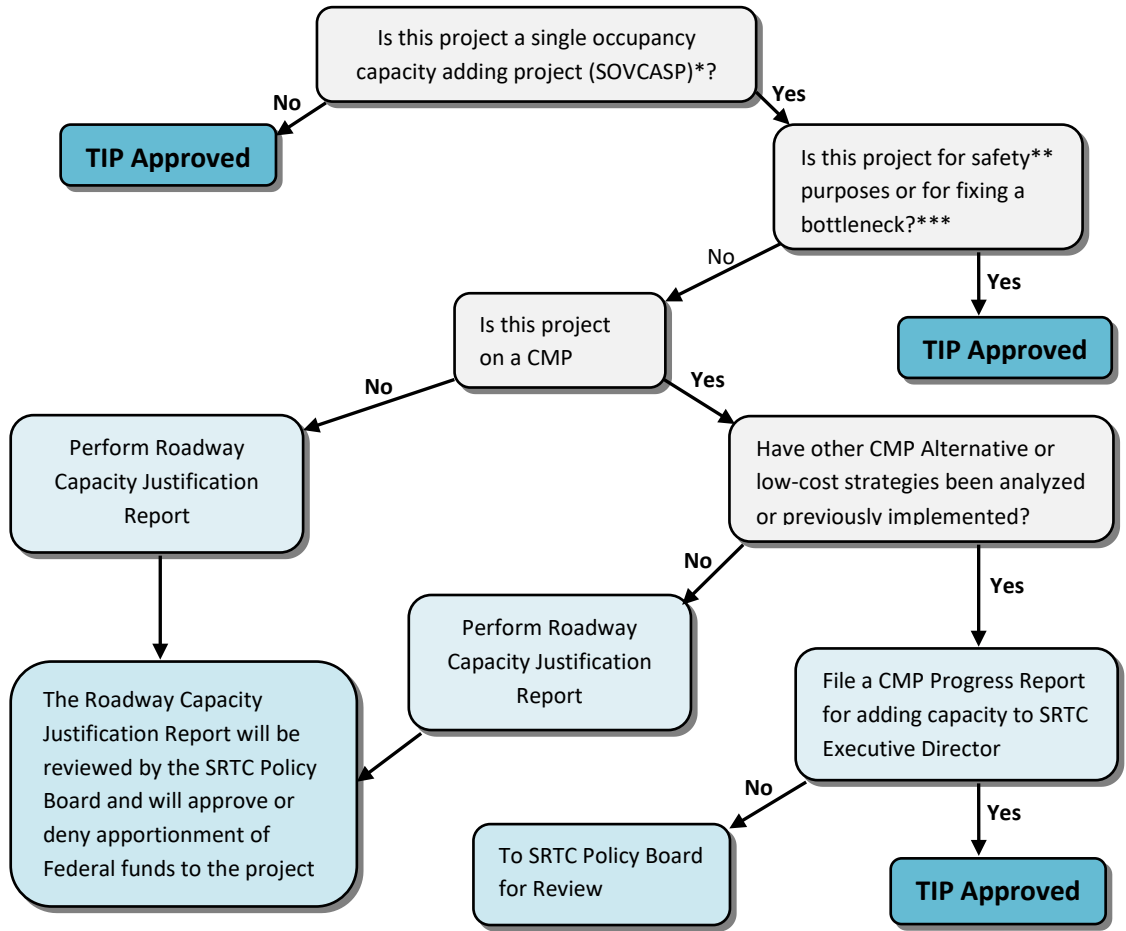 Is this project a single occupancy
capacity adding project (SOVCASP)*?
No
Yes
TIP Approved
Is this project for safety**
purposes or for fixing a
bottleneck?***
No
Yes
Is this project
on a CMP
TIP Approved
No
Yes
Perform Roadway
Capacity Justification
Report
Have other CMP Alternative or
low-cost strategies been analyzed
or previously implemented?
No
Yes
Perform Roadway
Capacity Justification
Report
File a CMP Progress Report
for adding capacity to SRTC
Executive Director
The Roadway Capacity
Justification Report will be
reviewed by the SRTC Policy
Board and will approve or
deny apportionment of
Federal funds to the project
No
Yes
To SRTC Policy Board
for Review
TIP Approved